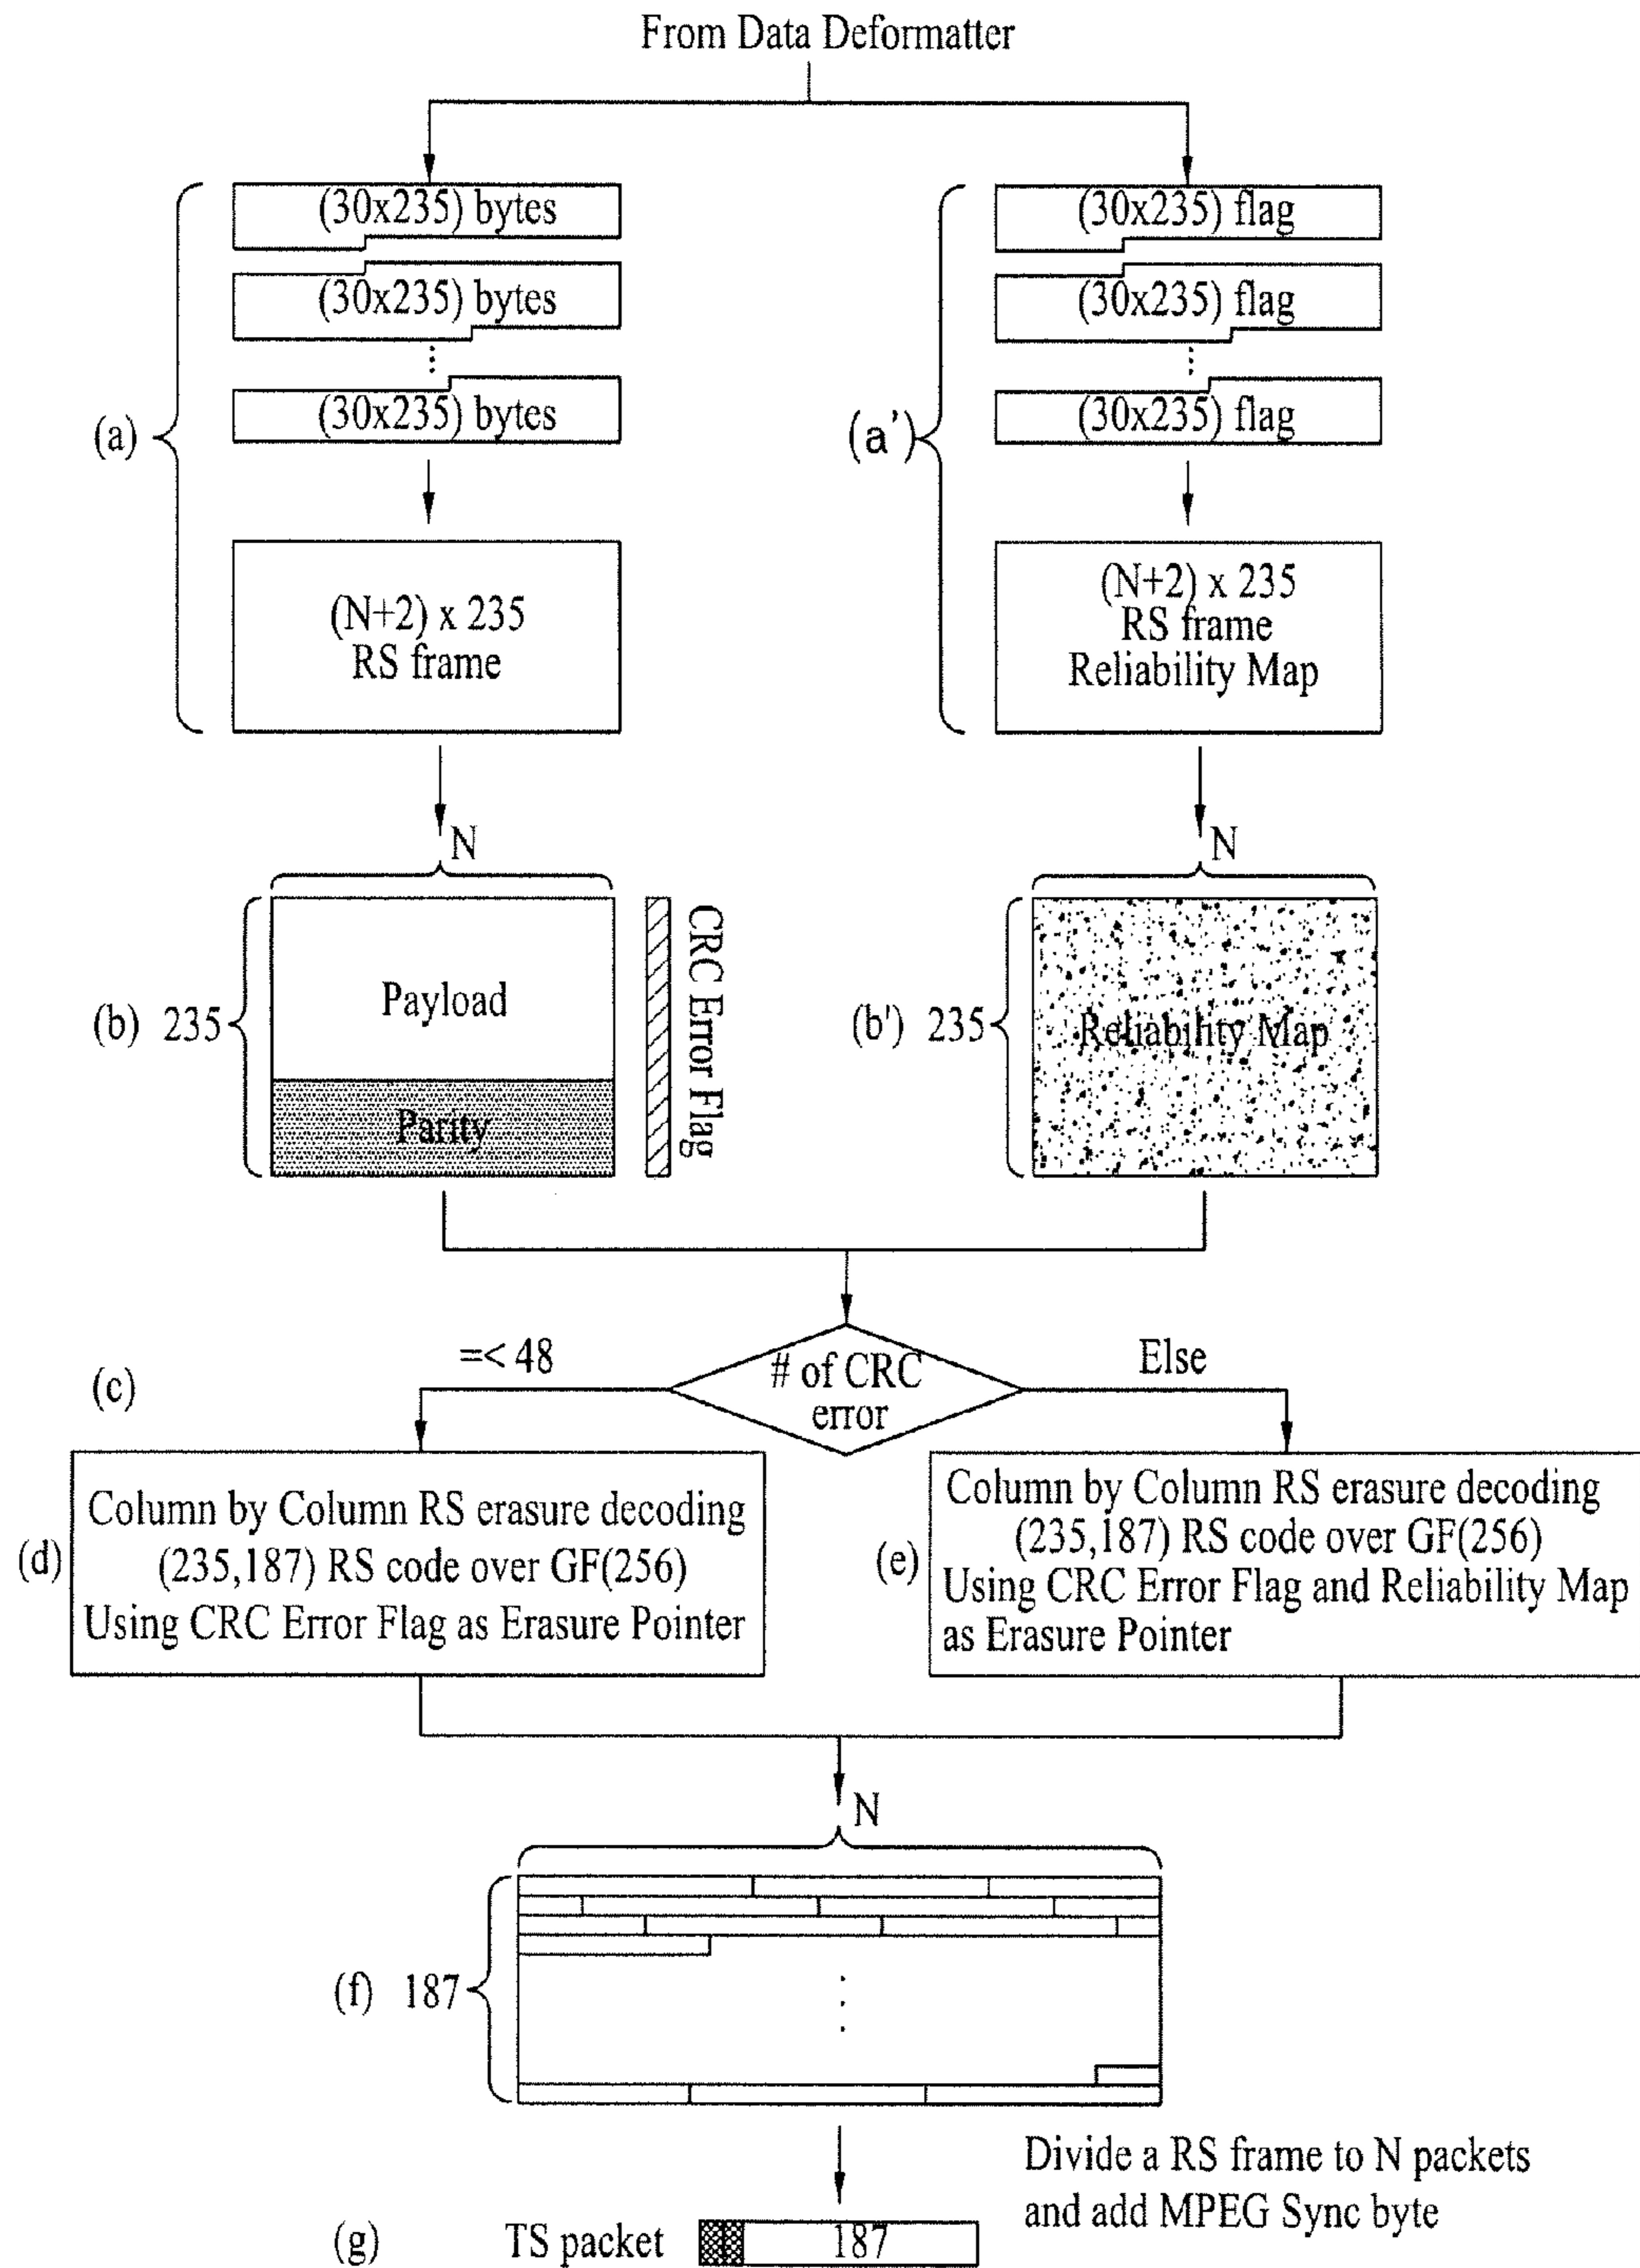 From Data Deformatter
(30x235) bytes
(30x235) flag
(30x235) bytes
(30x235) flag
(30x235) bytes
(30x235) flag
(a)
(a')
(N+2) x 235
RS frame
(N+2) x 235
RS frame
Reliability Map
N
N
(b) 235
Payload
Parity
CRC Error Flag
(b') 235
Reliability Map
(c)
=< 48
# of CRC
error
Else
(d)
Column by Column RS erasure decoding
(235,187) RS code over GF(256)
Using CRC Error Flag as Erasure Pointer
(e)
Column by Column RS erasure decoding
(235,187) RS code over GF(256)
Using CRC Error Flag and Reliability Map
as Erasure Pointer
N
(f) 187
Divide a RS frame to N packets
and add MPEG Sync byte
(g) TS packet 187